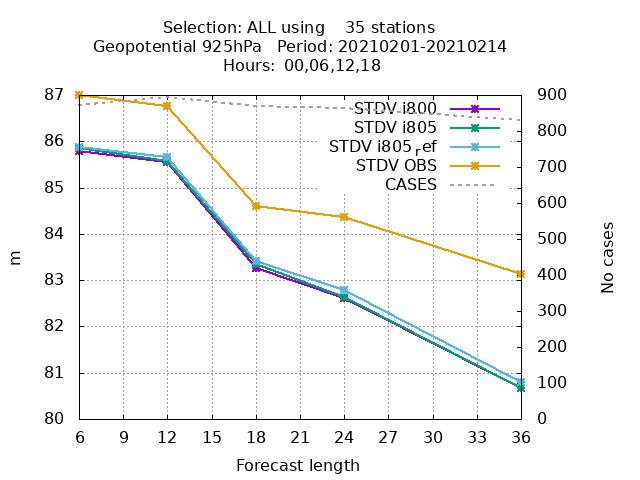 Selection: ALL using    35 stations
Geopotential 925hPa   Period: 20210201-20210214
Hours:  00,06,12,18
87
86
85
84
83
82
81
80
m
900
800
700
600
500
400
300
200
100
0
No cases
STDV i800
STDV i805
STDV i805ref
STDV OBS
CASES
6 9 12 15 18 21 24 27 30 33 36
Forecast length